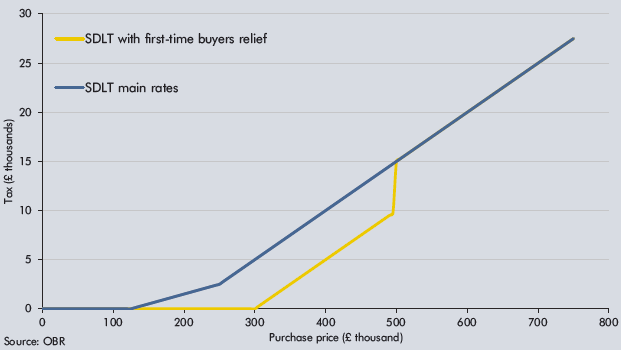 30
25
20
15
10
5
0
Tax (£ thousands)
SDLT with first-time buyers relief
SDLT main rates
0 100 200 300 400 500 600 700 800
Purchase price (£ thousand)
Source: OBR